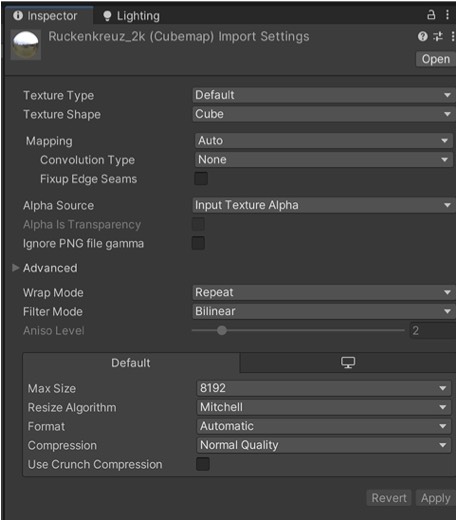 Inspector Lighting
Ruckenkreuz_2k (Cubemap) Import Settings
Open
Texture Type Default
Texture Shape Cube
Mapping Auto
Convolution Type None
Fixup Edge Seams
Alpha Source Input Texture Alpha
Alpha Is Transparency
Ignore PNG file gamma
Advanced
Wrap Mode Repeat
Filter Mode Bilinear
Aniso Level 2
Default
Max Size 8192
Resize Algorithm Mitchell
Format Automatic
Compression Normal Quality
Use Crunch Compression
Revert Apply